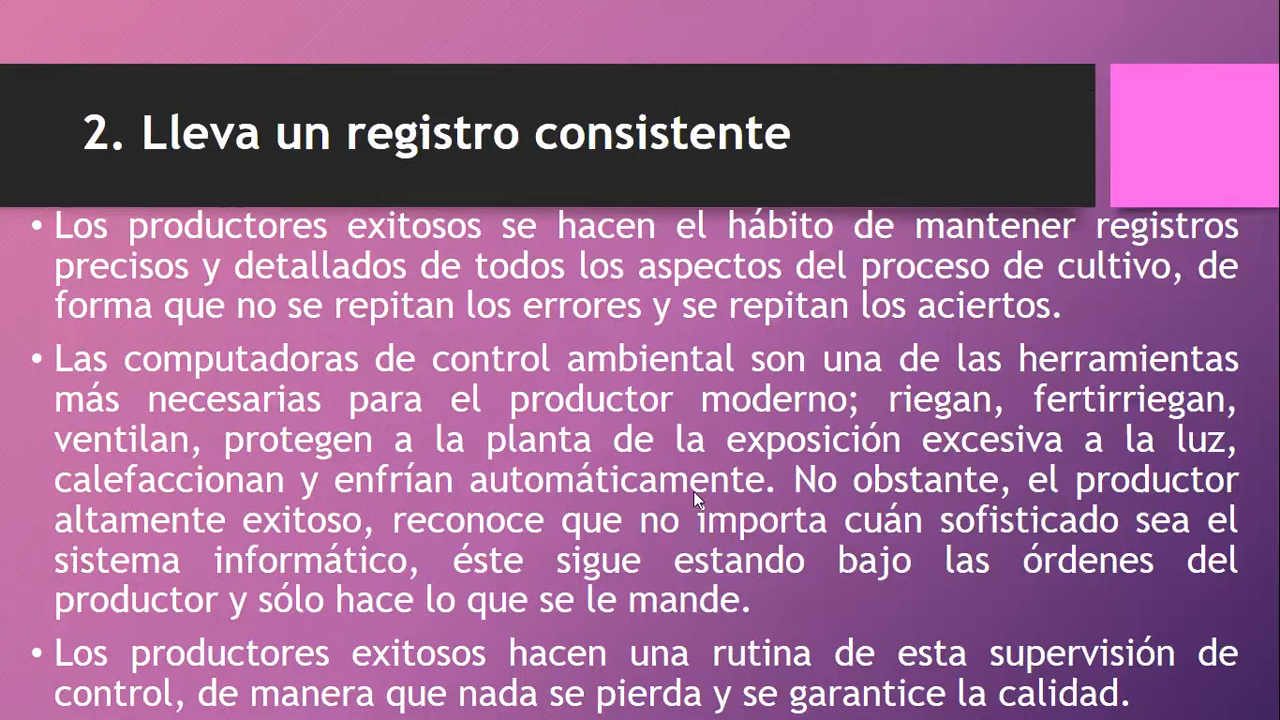 2. Lleva un registro consistente
• Los productores exitosos se hacen el hábito de mantener registros
precisos y detallados de todos los aspectos del proceso de cultivo, de
forma que no se repitan los errores y se repitan los aciertos.
• Las computadoras de control ambiental son una de las herramientas
más necesarias para el productor moderno; riegan, fertirriegan,
ventilan, protegen a la planta de la exposición excesiva a la luz,
calefaccionan y enfrían automáticamente. No obstante, el productor
altamente exitoso, reconoce que no importa cuán sofisticado sea el
sistema informático, éste sigue estando bajo las órdenes del
productor y sólo hace lo que se le mande.
• Los productores exitosos hacen una rutina de esta supervisión de
control, de manera que nada se pierda y se garantice la calidad.